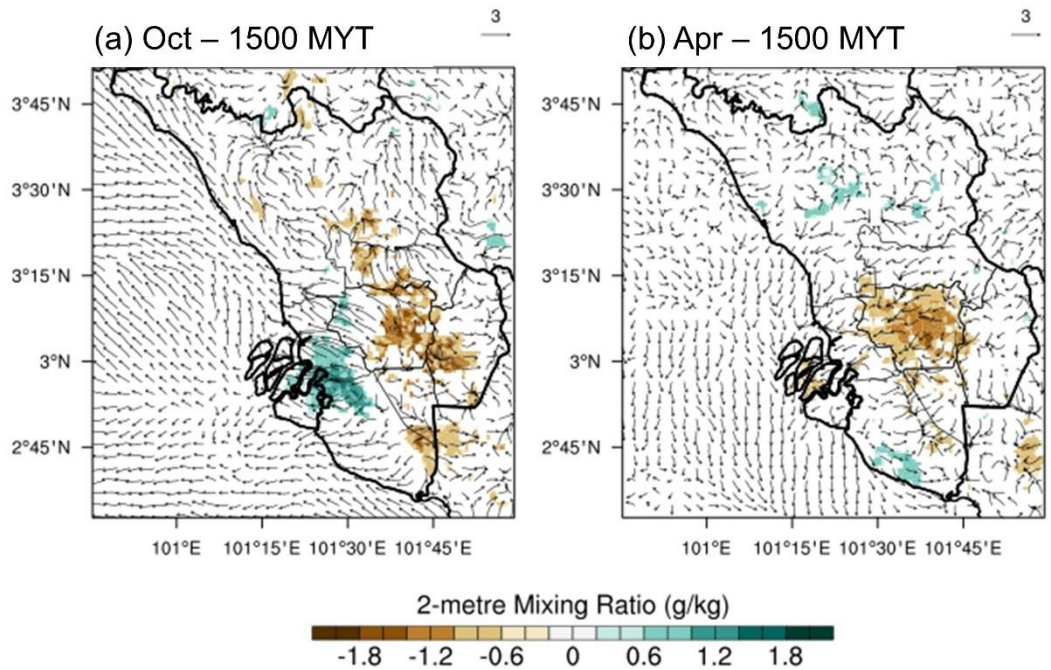 3 3
(a) Oct – 1500 MYT (b) Apr – 1500 MYT
3°45'N 3°45'N
3°30'N 3°30'N
3°15'N 3°15'N
3°N 3°N
2°45'N 2°45'N
101°E 101°15'E 101°30'E 101°45'E 101°E 101°15'E 101°30'E 101°45'E
2-metre Mixing Ratio (g/kg)
-1.8 -1.2 -0.6 0 0.6 1.2 1.8